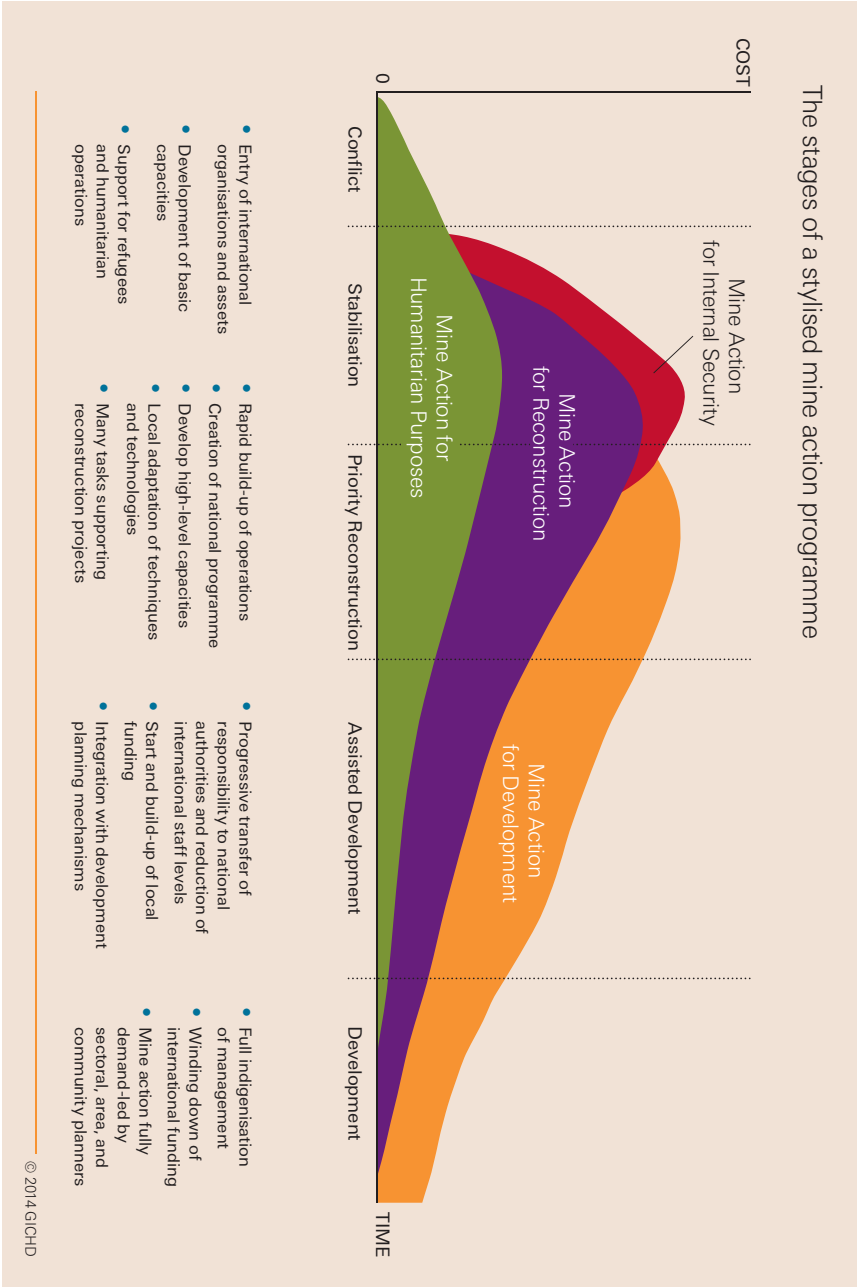 The stages of a stylised mine action programme
COST
0
Mine Action
for Internal Security
Mine Action
for Reconstruction
Mine Action for
Humanitarian Purposes
Mine Action
for Development
Conflict
Stabilisation
Priority Reconstruction
Assisted Development
Development
TIME
• Entry of international
organisations and assets
• Development of basic
capacities
• Support for refugees
and humanitarian
operations
• Rapid build-up of operations
• Creation of national programme
• Develop high-level capacities
• Local adaptation of techniques
and technologies
• Many tasks supporting
reconstruction projects
• Progressive transfer of
responsibility to national
authorities and reduction of
international staff levels
• Start and build-up of local
funding
• Integration with development
planning mechanisms
• Full indigenisation
of management
• Winding down of
international funding
• Mine action fully
demand-led by
sectoral, area, and
community planners
© 2014 GICHD